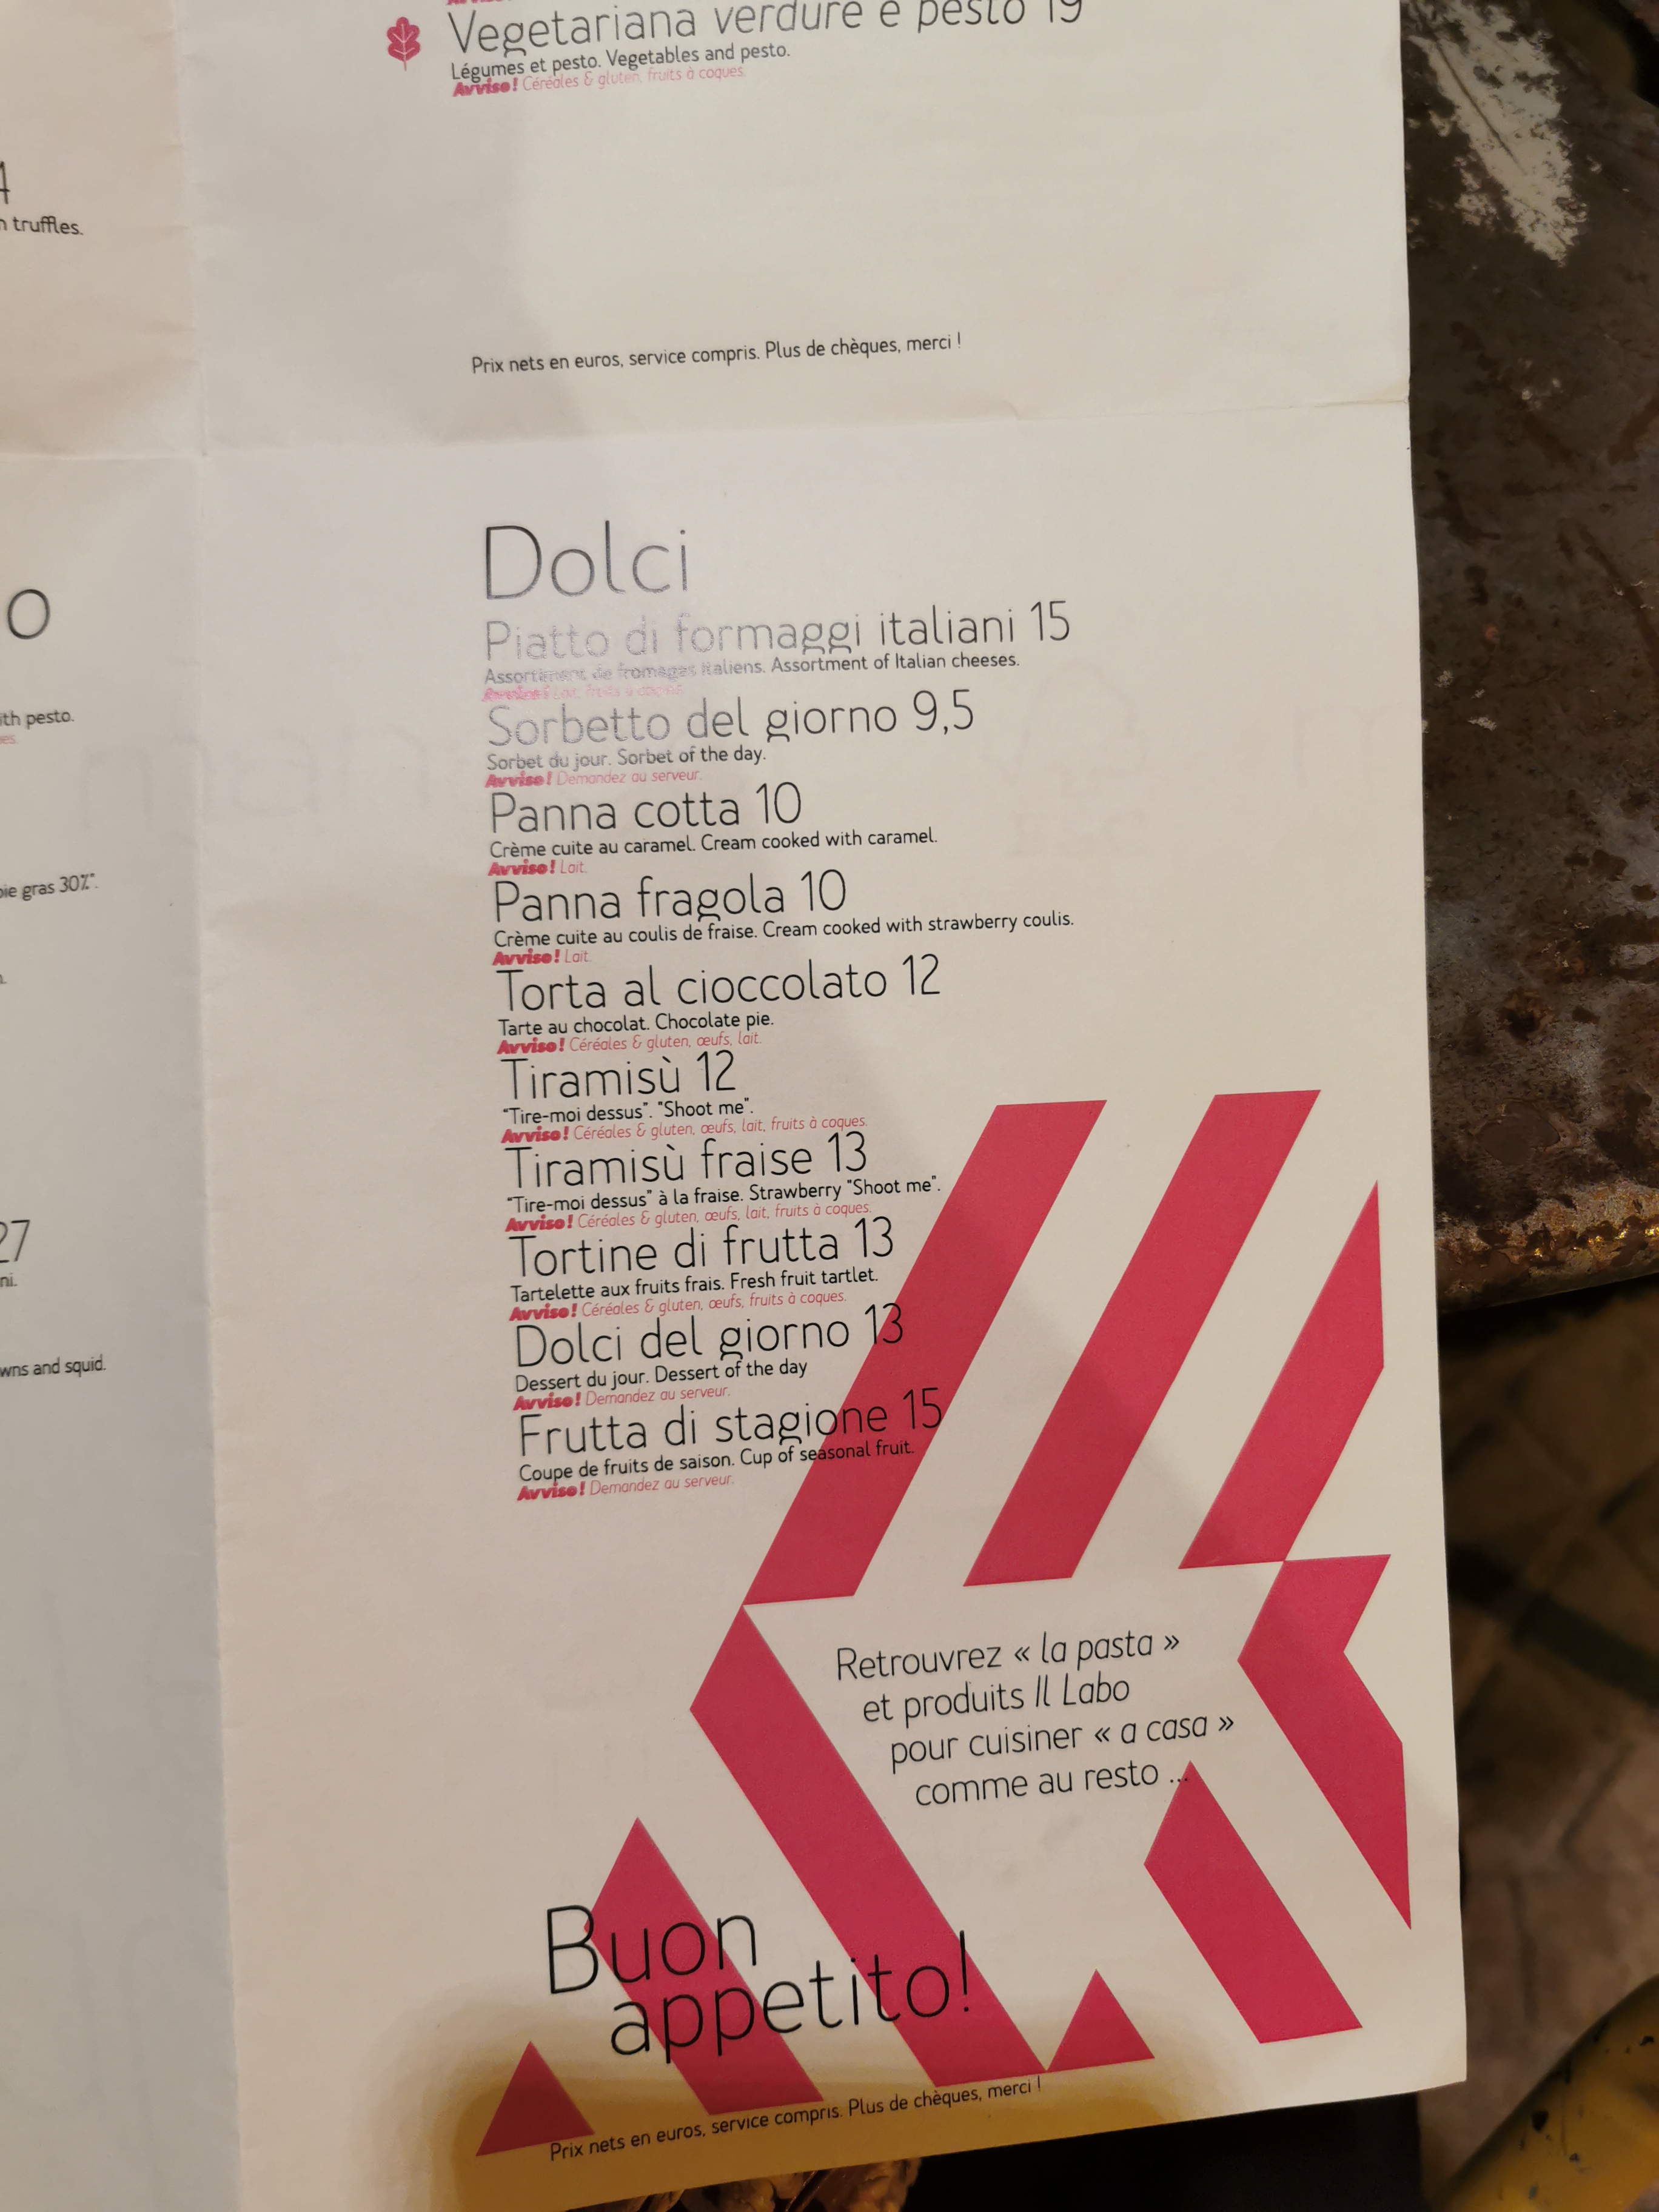 Vegetariana verdure e pesto 19
Légumes et pesto. Vegetables and pesto.
Avviso! Céréales & gluten, fruits à coques.
truffles.
Prix nets en euros, service compris. Plus de chèques, merci !
O
ith pesto.
es.
oie gras 30%".
27
ni.
wns and squid.
Dolci
Piatto di formaggi italiani 15
Assortiment de fromages italiens. Assortment of Italian cheeses.
Avviso! Lait, fruits à coques.
Sorbetto del giorno 9,5
Sorbet du jour. Sorbet of the day.
Avviso! Demandez au serveur.
Panna cotta 10
Crème cuite au caramel. Cream cooked with caramel.
Avviso! Lait.
Panna fragola 10
Crème cuite au coulis de fraise. Cream cooked with strawberry coulis.
Avviso! Lait.
Torta al cioccolato 12
Tarte au chocolat. Chocolate pie.
Avviso! Céréales & gluten, œufs, lait.
Tiramisù 12
"Tire-moi dessus". "Shoot me".
Avviso! Céréales & gluten, œufs, lait, fruits à coques.
Tiramisù fraise 13
"Tire-moi dessus" à la fraise. Strawberry "Shoot me".
Avviso! Céréales & gluten, œufs, lait, fruits à coques.
Tortine di frutta 13
Tartelette aux fruits frais. Fresh fruit tartlet.
Avviso! Céréales & gluten, œufs, fruits à coques.
Dolci del giorno 13
Dessert du jour. Dessert of the day
Avviso! Demandez au serveur.
Frutta di stagione 15
Coupe de fruits de saison. Cup of seasonal fruit.
Avviso! Demandez au serveur.
Retrouvrez « la pasta »
et produits Il Labo
pour cuisiner « a casa »
comme au resto ...
Buon
appetito!
Prix nets en euros, service compris. Plus de chèques, merci !